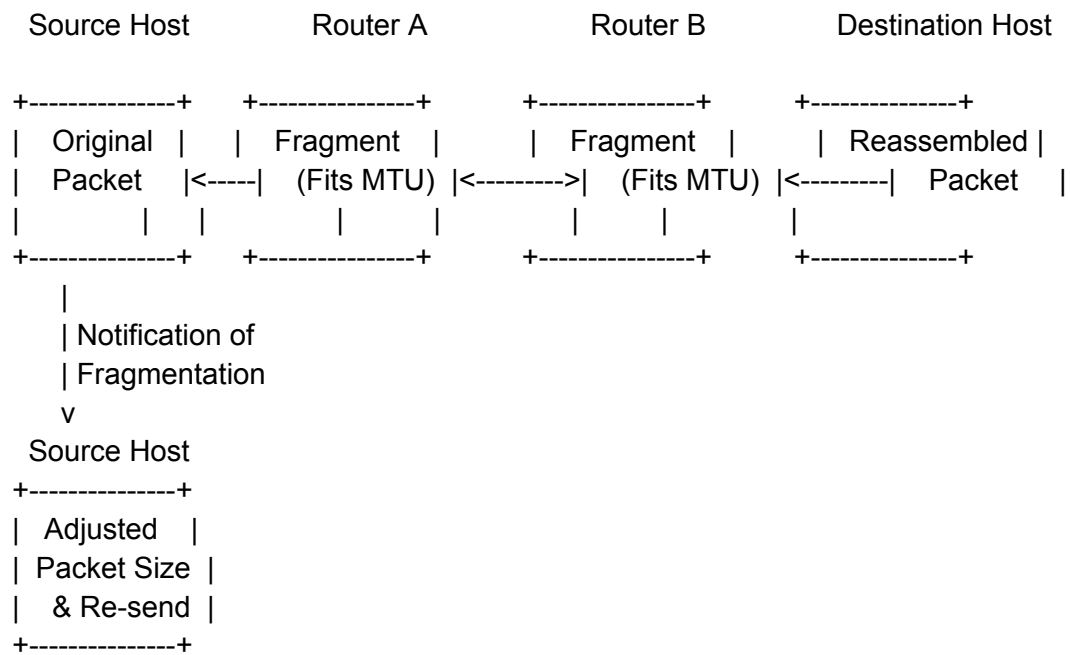 Source Host Router A Router B Destination Host
+---------------+ +----------------+ +----------------+ +---------------+
| Original | | Fragment | | Fragment | | Reassembled |
| Packet |<-----| (Fits MTU) |<--------->| (Fits MTU) |<---------| Packet |
| | | | | | | |
+---------------+ +----------------+ +----------------+ +---------------+
|
| Notification of
| Fragmentation
v
Source Host
+---------------+
| Adjusted |
| Packet Size |
| & Re-send |
+---------------+